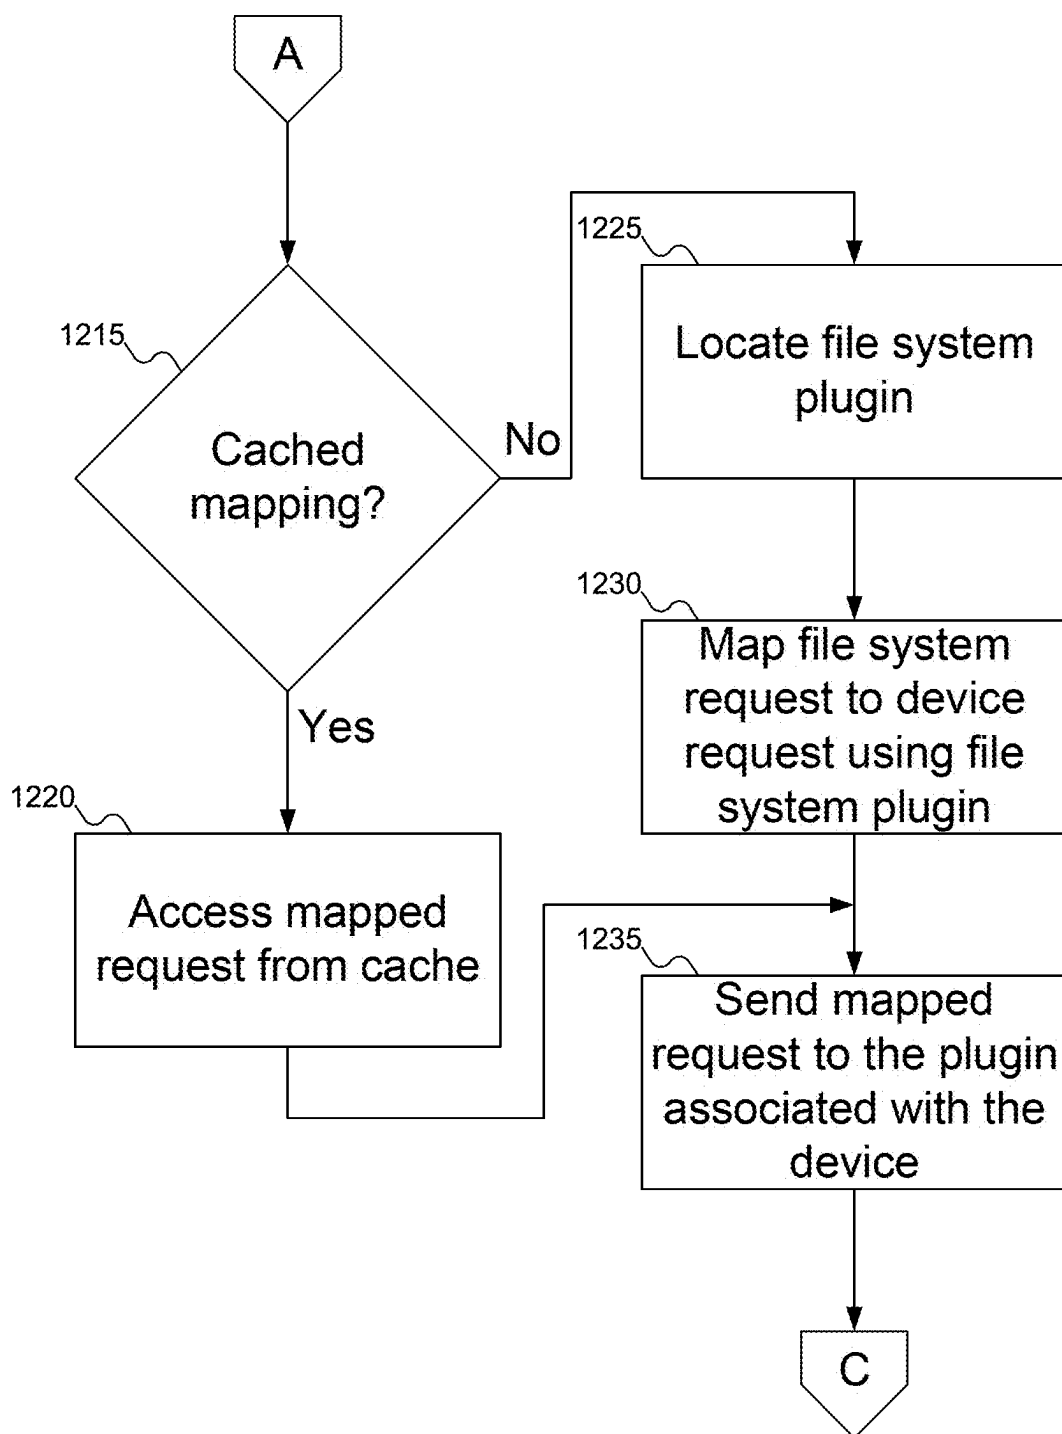 A
1215
Cached
mapping?
No
Yes
1220
Access mapped
request from cache
1225
Locate file system
plugin
1230
Map file system
request to device
request using file
system plugin
1235
Send mapped
request to the plugin
associated with the
device
C